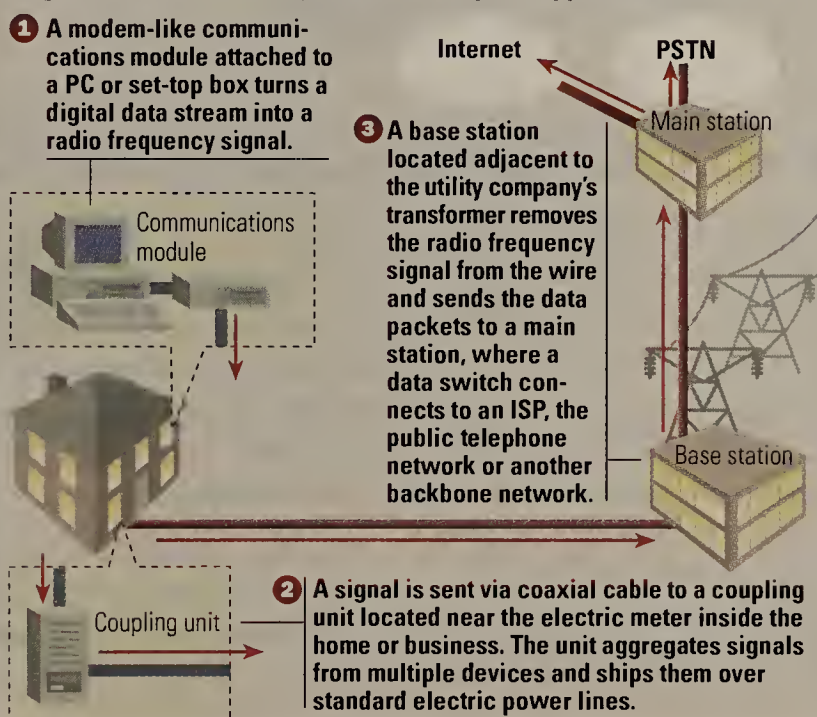 1 A modem-like communi-
cations module attached to
a PC or set-top box turns a
digital data stream into a
radio frequency signal.
Communications
module
Internet
PSTN
Main station
3 A base station
located adjacent to
the utility company's
transformer removes
the radio frequency
signal from the wire
and sends the data
packets to a main
station, where a
data switch con-
nects to an ISP, the
public telephone
network or another
backbone network.
Base station
2 A signal is sent via coaxial cable to a coupling
unit located near the electric meter inside the
home or business. The unit aggregates signals
from multiple devices and ships them over
standard electric power lines.
Coupling unit